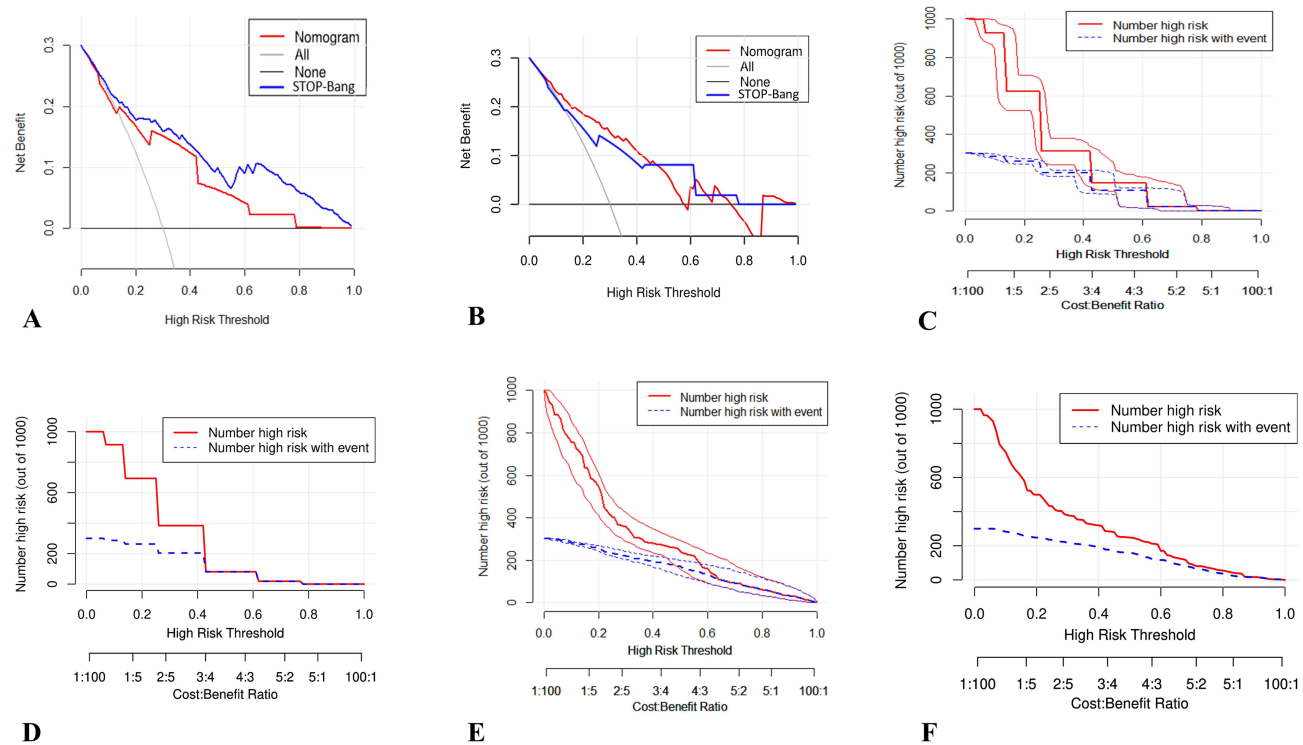 Nomogram
All
None
STOP-Bang
Net Benefit
0.3
0.2
0.1
0.0
0.0 0.2 0.4 0.6 0.8 1.0
High Risk Threshold
A
Nomogram
All
None
STOP-Bang
Net Benefit
0.3
0.2
0.1
0.0
0.0 0.2 0.4 0.6 0.8 1.0
High Risk Threshold
B
Number high risk
Number high risk with event
Number high risk (out of 1000)
1000
800
600
400
200
0
0.0 0.2 0.4 0.6 0.8 1.0
High Risk Threshold
1:100 1:5 2:5 3:4 4:3 5:2 5:1 100:1
Cost:Benefit Ratio
C
Number high risk
Number high risk with event
Number high risk (out of 1000)
1000
600
200
0
0.0 0.2 0.4 0.6 0.8 1.0
High Risk Threshold
1:100 1:5 2:5 3:4 4:3 5:2 5:1 100:1
Cost:Benefit Ratio
D
Number high risk
Number high risk with event
Number high risk (out of 1000)
1000
800
600
400
200
0
0.0 0.2 0.4 0.6 0.8 1.0
High Risk Threshold
1:100 1:5 2:5 3:4 4:3 5:2 5:1 100:1
Cost:Benefit Ratio
E
Number high risk
Number high risk with event
Number high risk (out of 1000)
1000
600
200
0
0.0 0.2 0.4 0.6 0.8 1.0
High Risk Threshold
1:100 1:5 2:5 3:4 4:3 5:2 5:1 100:1
Cost:Benefit Ratio
F